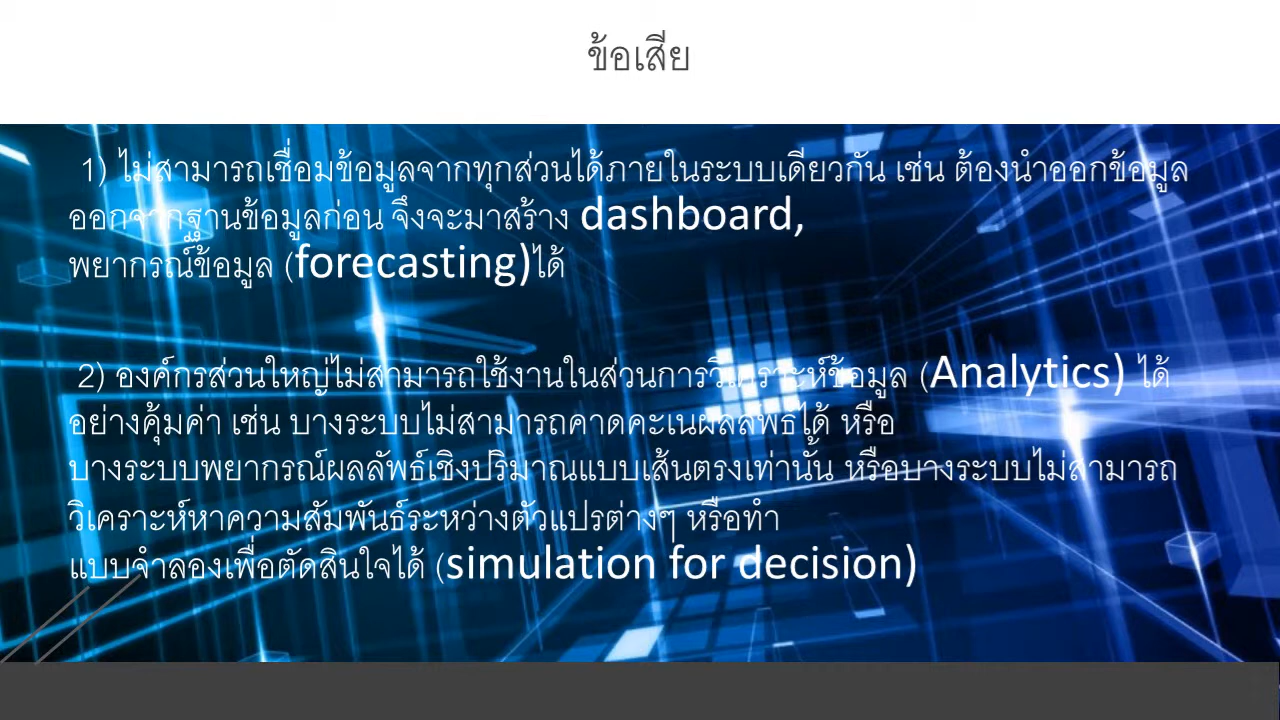 ข้อเสีย
1) ไม่สามารถเชื่อมข้อมูลจากทุกส่วนได้ภายในระบบเดียวกัน เช่น ต้องนำออกข้อมูล
ออกจากฐานข้อมูลก่อน จึงจะมาสร้าง dashboard,
พยากรณ์ข้อมูล (forecasting)ได้
2) องค์กรส่วนใหญ่ไม่สามารถใช้งานในส่วนการวิเคราะห์ข้อมูล (Analytics) ได้
อย่างคุ้มค่า เช่น บางระบบไม่สามารถคาดคะเนผลลัพธ์ได้ หรือ
บางระบบพยากรณ์ผลลัพธ์เชิงปริมาณแบบเส้นตรงเท่านั้น หรือบางระบบไม่สามารถ
วิเคราะห์หาความสัมพันธ์ระหว่างตัวแปรต่างๆ หรือทำ
แบบจำลองเพื่อตัดสินใจได้ (simulation for decision)